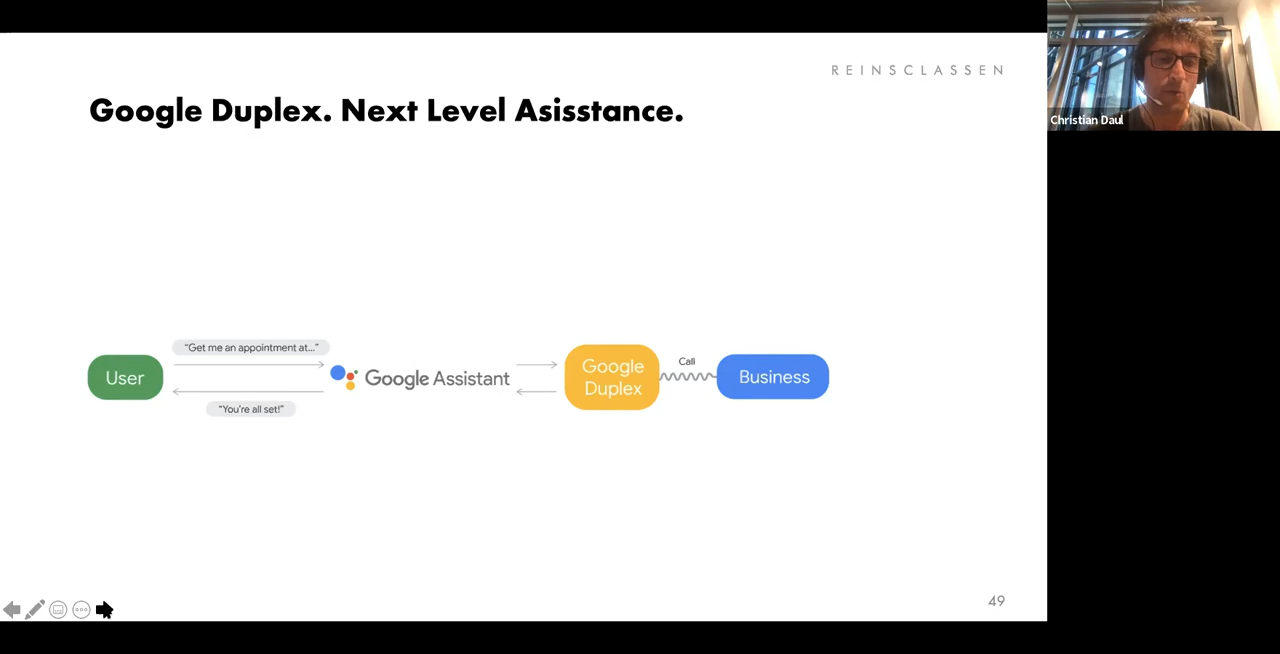 REINSCLASSEN
Google Duplex. Next Level Asisstance.
Christian Daul
"Get me an appointment at..."
User
Google Assistant
"You're all set!"
Google
Duplex
Call
Business
49